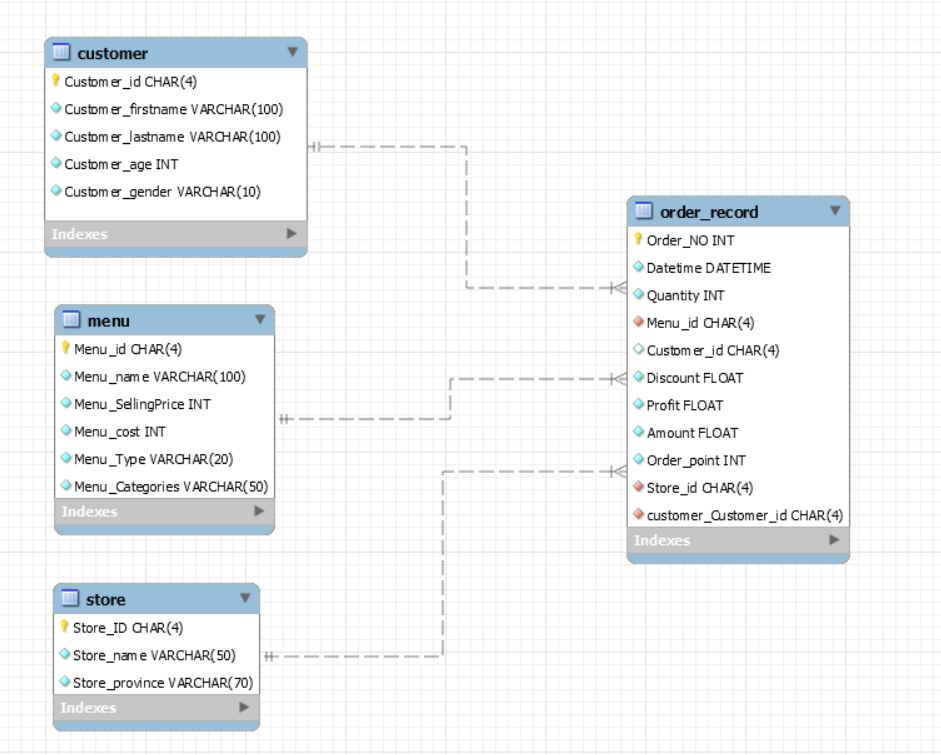 customer
Customer_id CHAR(4)
Customer_firstname VARCHAR(100)
Customer_lastname VARCHAR(100)
Customer_age INT
Customer_gender VARCHAR(10)
Indexes
menu
Menu_id CHAR(4)
Menu_name VARCHAR(100)
Menu_SellingPrice INT
Menu_cost INT
Menu_Type VARCHAR(20)
Menu_Categories VARCHAR(50)
Indexes
store
Store_ID CHAR(4)
Store_name VARCHAR(50)
Store_province VARCHAR(70)
Indexes
order_record
Order_NO INT
Datetime DATETIME
Quantity INT
Menu_id CHAR(4)
Customer_id CHAR(4)
Discount FLOAT
Profit FLOAT
Amount FLOAT
Order_point INT
Store_id CHAR(4)
customer_Customer_id CHAR(4)
Indexes